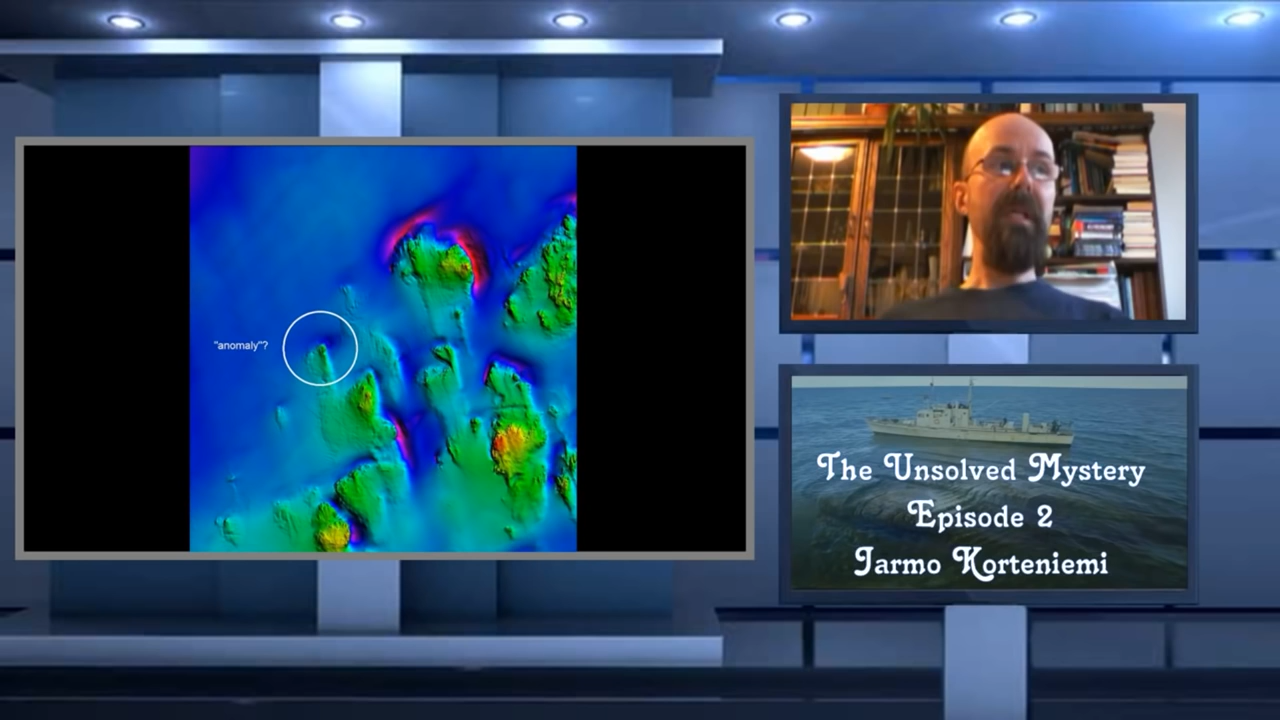 "anomaly"?
The Unsolved Mystery
Episode 2
Jarmo Korteniemi